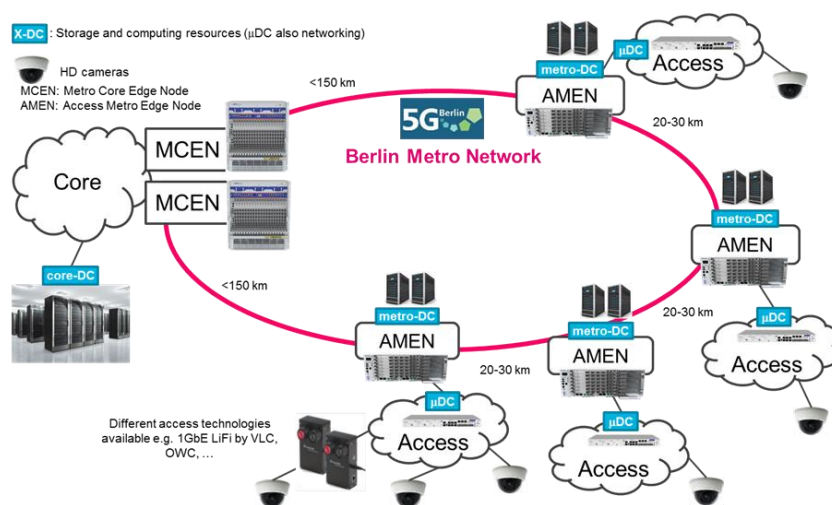 X-DC : Storage and computing resources (µDC also networking)
HD cameras
MCEN: Metro Core Edge Node
AMEN: Access Metro Edge Node
<150 km
5G Berlin
Berlin Metro Network
metro-DC
AMEN
µDC
Access
20-30 km
MCEN
MCEN
Core
core-DC
<150 km
metro-DC
AMEN
20-30 km
µDC
Access
metro-DC
AMEN
20-30 km
µDC
Access
metro-DC
AMEN
µDC
Access
Different access technologies
available e.g. 1GbE LiFi by VLC,
OWC, ...